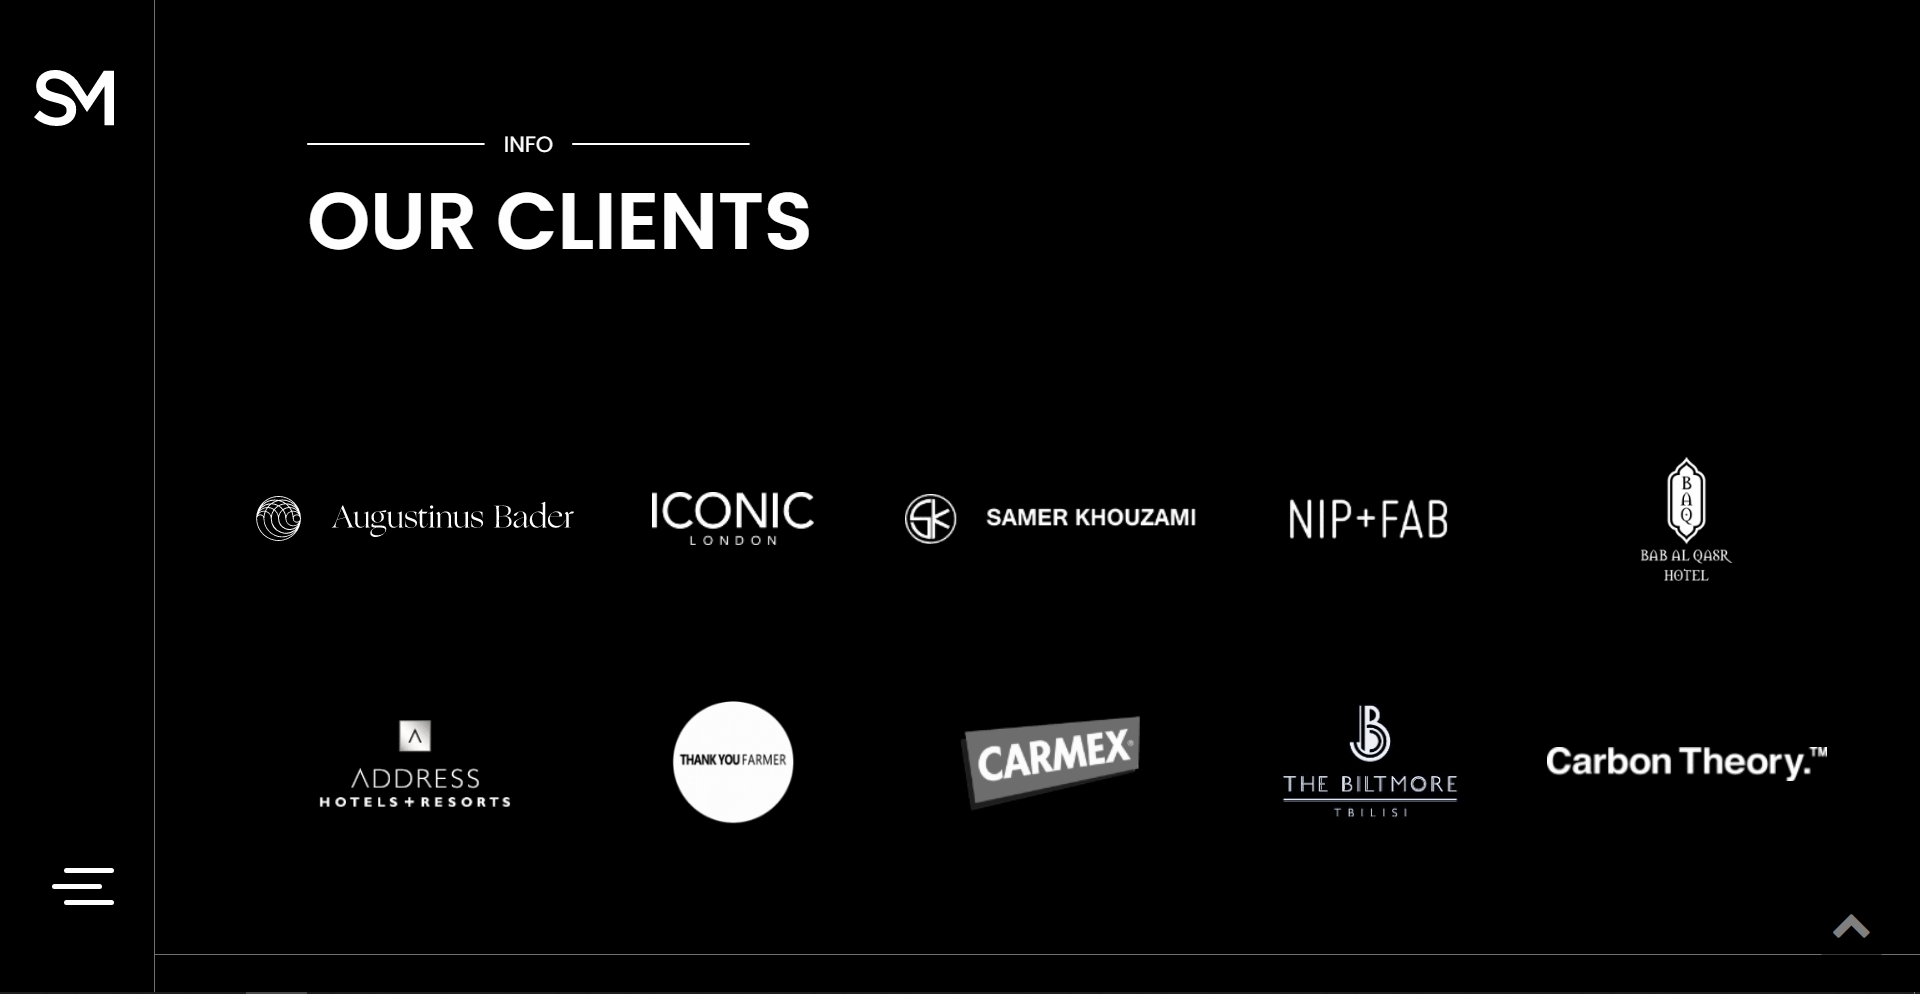 SM
INFO
OUR CLIENTS
Augustinus Bader
ICONIC
LONDON
SK
SAMER KHOUZAMI
NIP+FAB
BAQ
BAB AL QASR
HOTEL
A
ADDRESS
HOTELS+RESORTS
THANK YOU FARMER
CARMEX®
B
THE BILTMORE
TBILISI
Carbon Theory.™